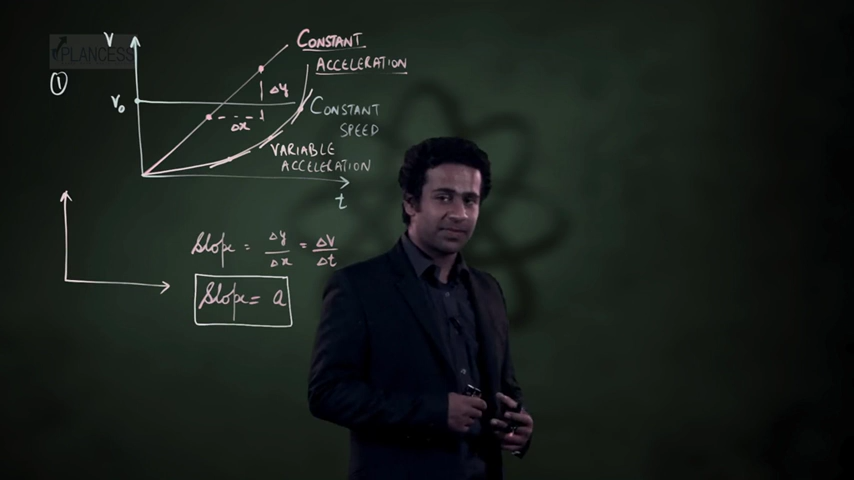 PLANCESS
V
①
CONSTANT
ACCELERATION
V₀
Δy
Δx
CONSTANT
SPEED
VARIABLE
ACCELERATION
t
Slope = Δy/Δx = ΔV/Δt
Slope = a